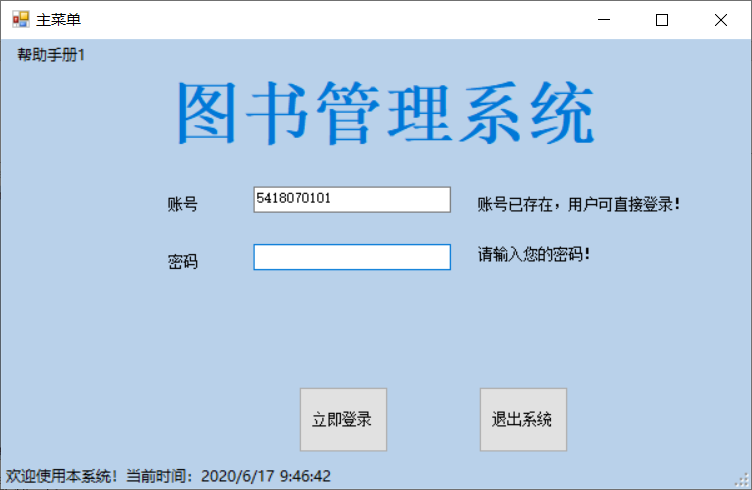 主菜单
帮助手册1
图书管理系统
账号 5418070101 账号已存在，用户可直接登录！
密码 请输入您的密码！
立即登录 退出系统
欢迎使用本系统！当前时间：2020/6/17 9:46:42